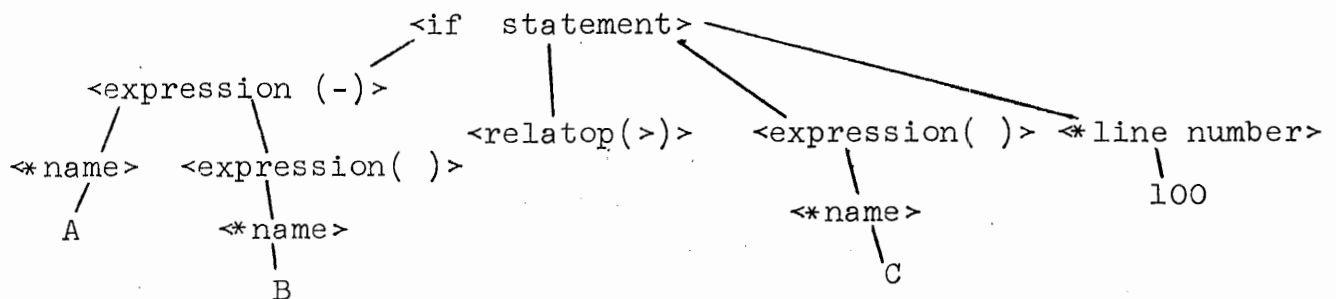 <if statement>
<expression (-)>
<relatop(>)> <expression( )> <*line number>
<*name> <expression( )>
100
<*name>
A <*name>
C
B